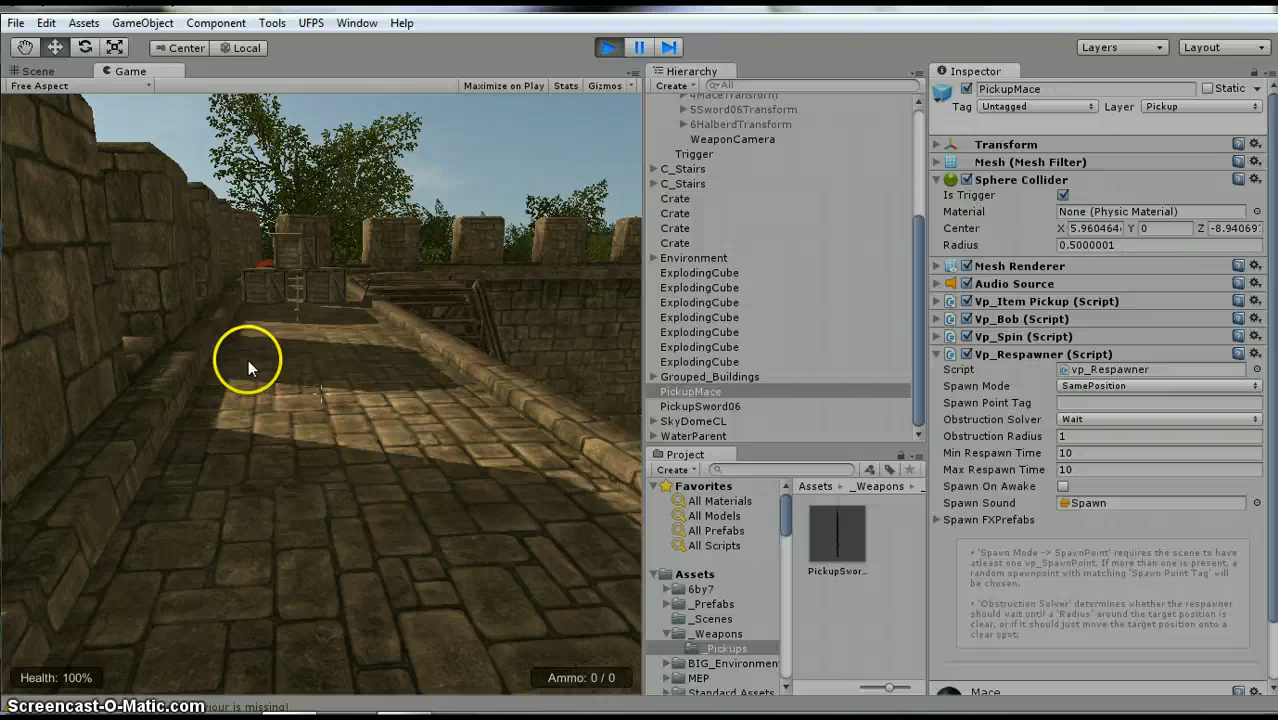 File Edit Assets GameObject Component Tools UFPS Window Help
Center Local Layers Layout
Scene Game
Free Aspect Maximize on Play Stats Gizmos
Hierarchy
Create All
4MaceTransform
5Sword06Transform
6HalberdTransform
WeaponCamera
Trigger
C_Stairs
C_Stairs
Crate
Crate
Crate
Crate
Environment
ExplodingCube
ExplodingCube
ExplodingCube
ExplodingCube
ExplodingCube
ExplodingCube
ExplodingCube
Grouped_Buildings
PickupMace
PickupSword06
SkyDomeCL
WaterParent
Project
Create
Favorites
All Materials
All Models
All Prefabs
All Scripts
Assets
6by7
_Prefabs
_Scenes
_Weapons
_Pickups
BIG_Environmen
MEP
Standard Assets
Assets _Weapons
PickupSwor...
Inspector
PickupMace Static
Tag Untagged Layer Pickup
Transform
Mesh (Mesh Filter)
Sphere Collider
Is Trigger
Material None (Physic Material)
Center X 5.960464 Y 0 Z -8.94069
Radius 0.5000001
Mesh Renderer
Audio Source
Vp_Item Pickup (Script)
Vp_Bob (Script)
Vp_Spin (Script)
Vp_Respawner (Script)
Script vp_Respawner
Spawn Mode SamePosition
Spawn Point Tag
Obstruction Solver Wait
Obstruction Radius 1
Min Respawn Time 10
Max Respawn Time 10
Spawn On Awake
Spawn Sound Spawn
Spawn FXPrefabs
• 'Spawn Mode -> SpawnPoint' requires the scene to have
atleast one vp_SpawnPoint. If more than one is present, a
random spawnpoint with matching 'Spawn Point Tag' will
be chosen.
• 'Obstruction Solver' determines whether the respawner
should wait until a 'Radius' around the target position is
clear, or if it should just move the target position onto a
clear spot.
Mace
Health: 100% Ammo: 0 / 0
Screencast-O-Matic.com
our is missing!